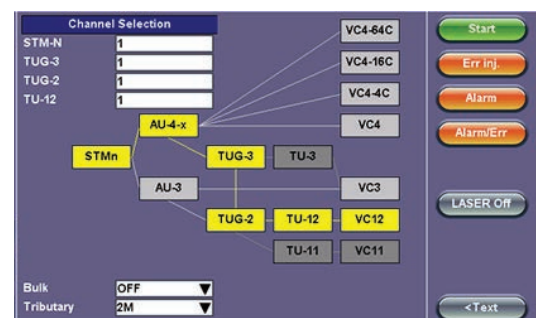 Channel Selection
STM-N 1
TUG-3 1
TUG-2 1
TU-12 1
VC4-64C
VC4-16C
VC4-4C
AU-4-x VC4
STMn TUG-3 TU-3
AU-3 VC3
TUG-2 TU-12 VC12
TU-11 VC11
Bulk OFF
Tributary 2M
Start
Err inj.
Alarm
Alarm/Err
LASER Off
<Text